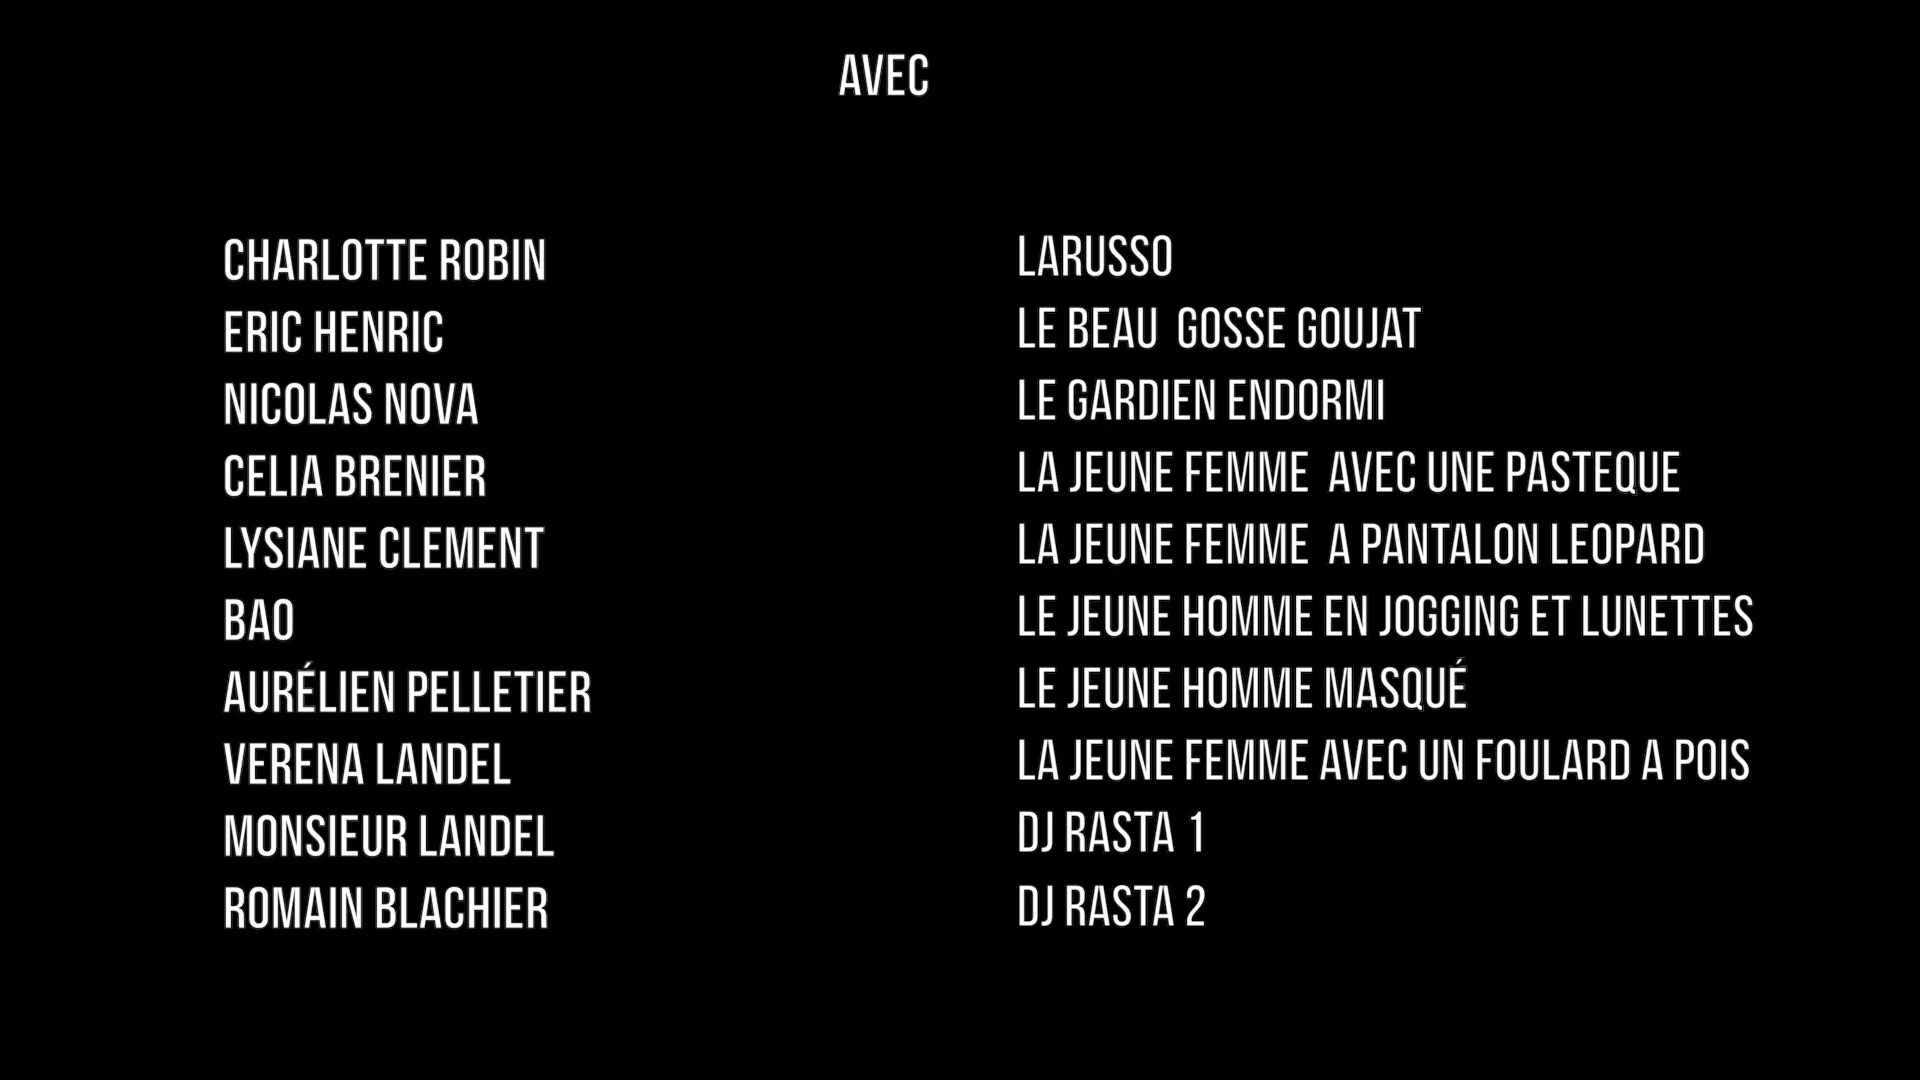 AVEC
CHARLOTTE ROBIN LARUSSO
ERIC HENRIC LE BEAU GOSSE GOUJAT
NICOLAS NOVA LE GARDIEN ENDORMI
CELIA BRENIER LA JEUNE FEMME AVEC UNE PASTEQUE
LYSIANE CLEMENT LA JEUNE FEMME A PANTALON LEOPARD
BAO LE JEUNE HOMME EN JOGGING ET LUNETTES
AURÉLIEN PELLETIER LE JEUNE HOMME MASQUÉ
VERENA LANDEL LA JEUNE FEMME AVEC UN FOULARD A POIS
MONSIEUR LANDEL DJ RASTA 1
ROMAIN BLACHIER DJ RASTA 2